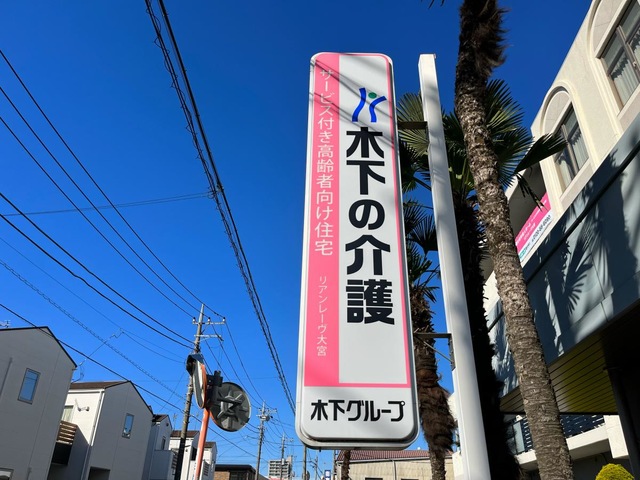 サービス付き高齢者向け住宅 リアンレーヴ大宮
木下の介護
木下グループ